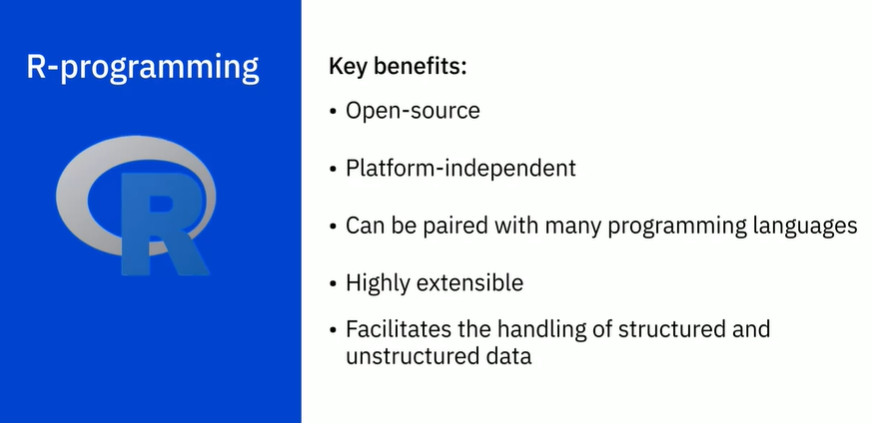 R-programming
R
Key benefits:
• Open-source
• Platform-independent
• Can be paired with many programming languages
• Highly extensible
• Facilitates the handling of structured and
unstructured data